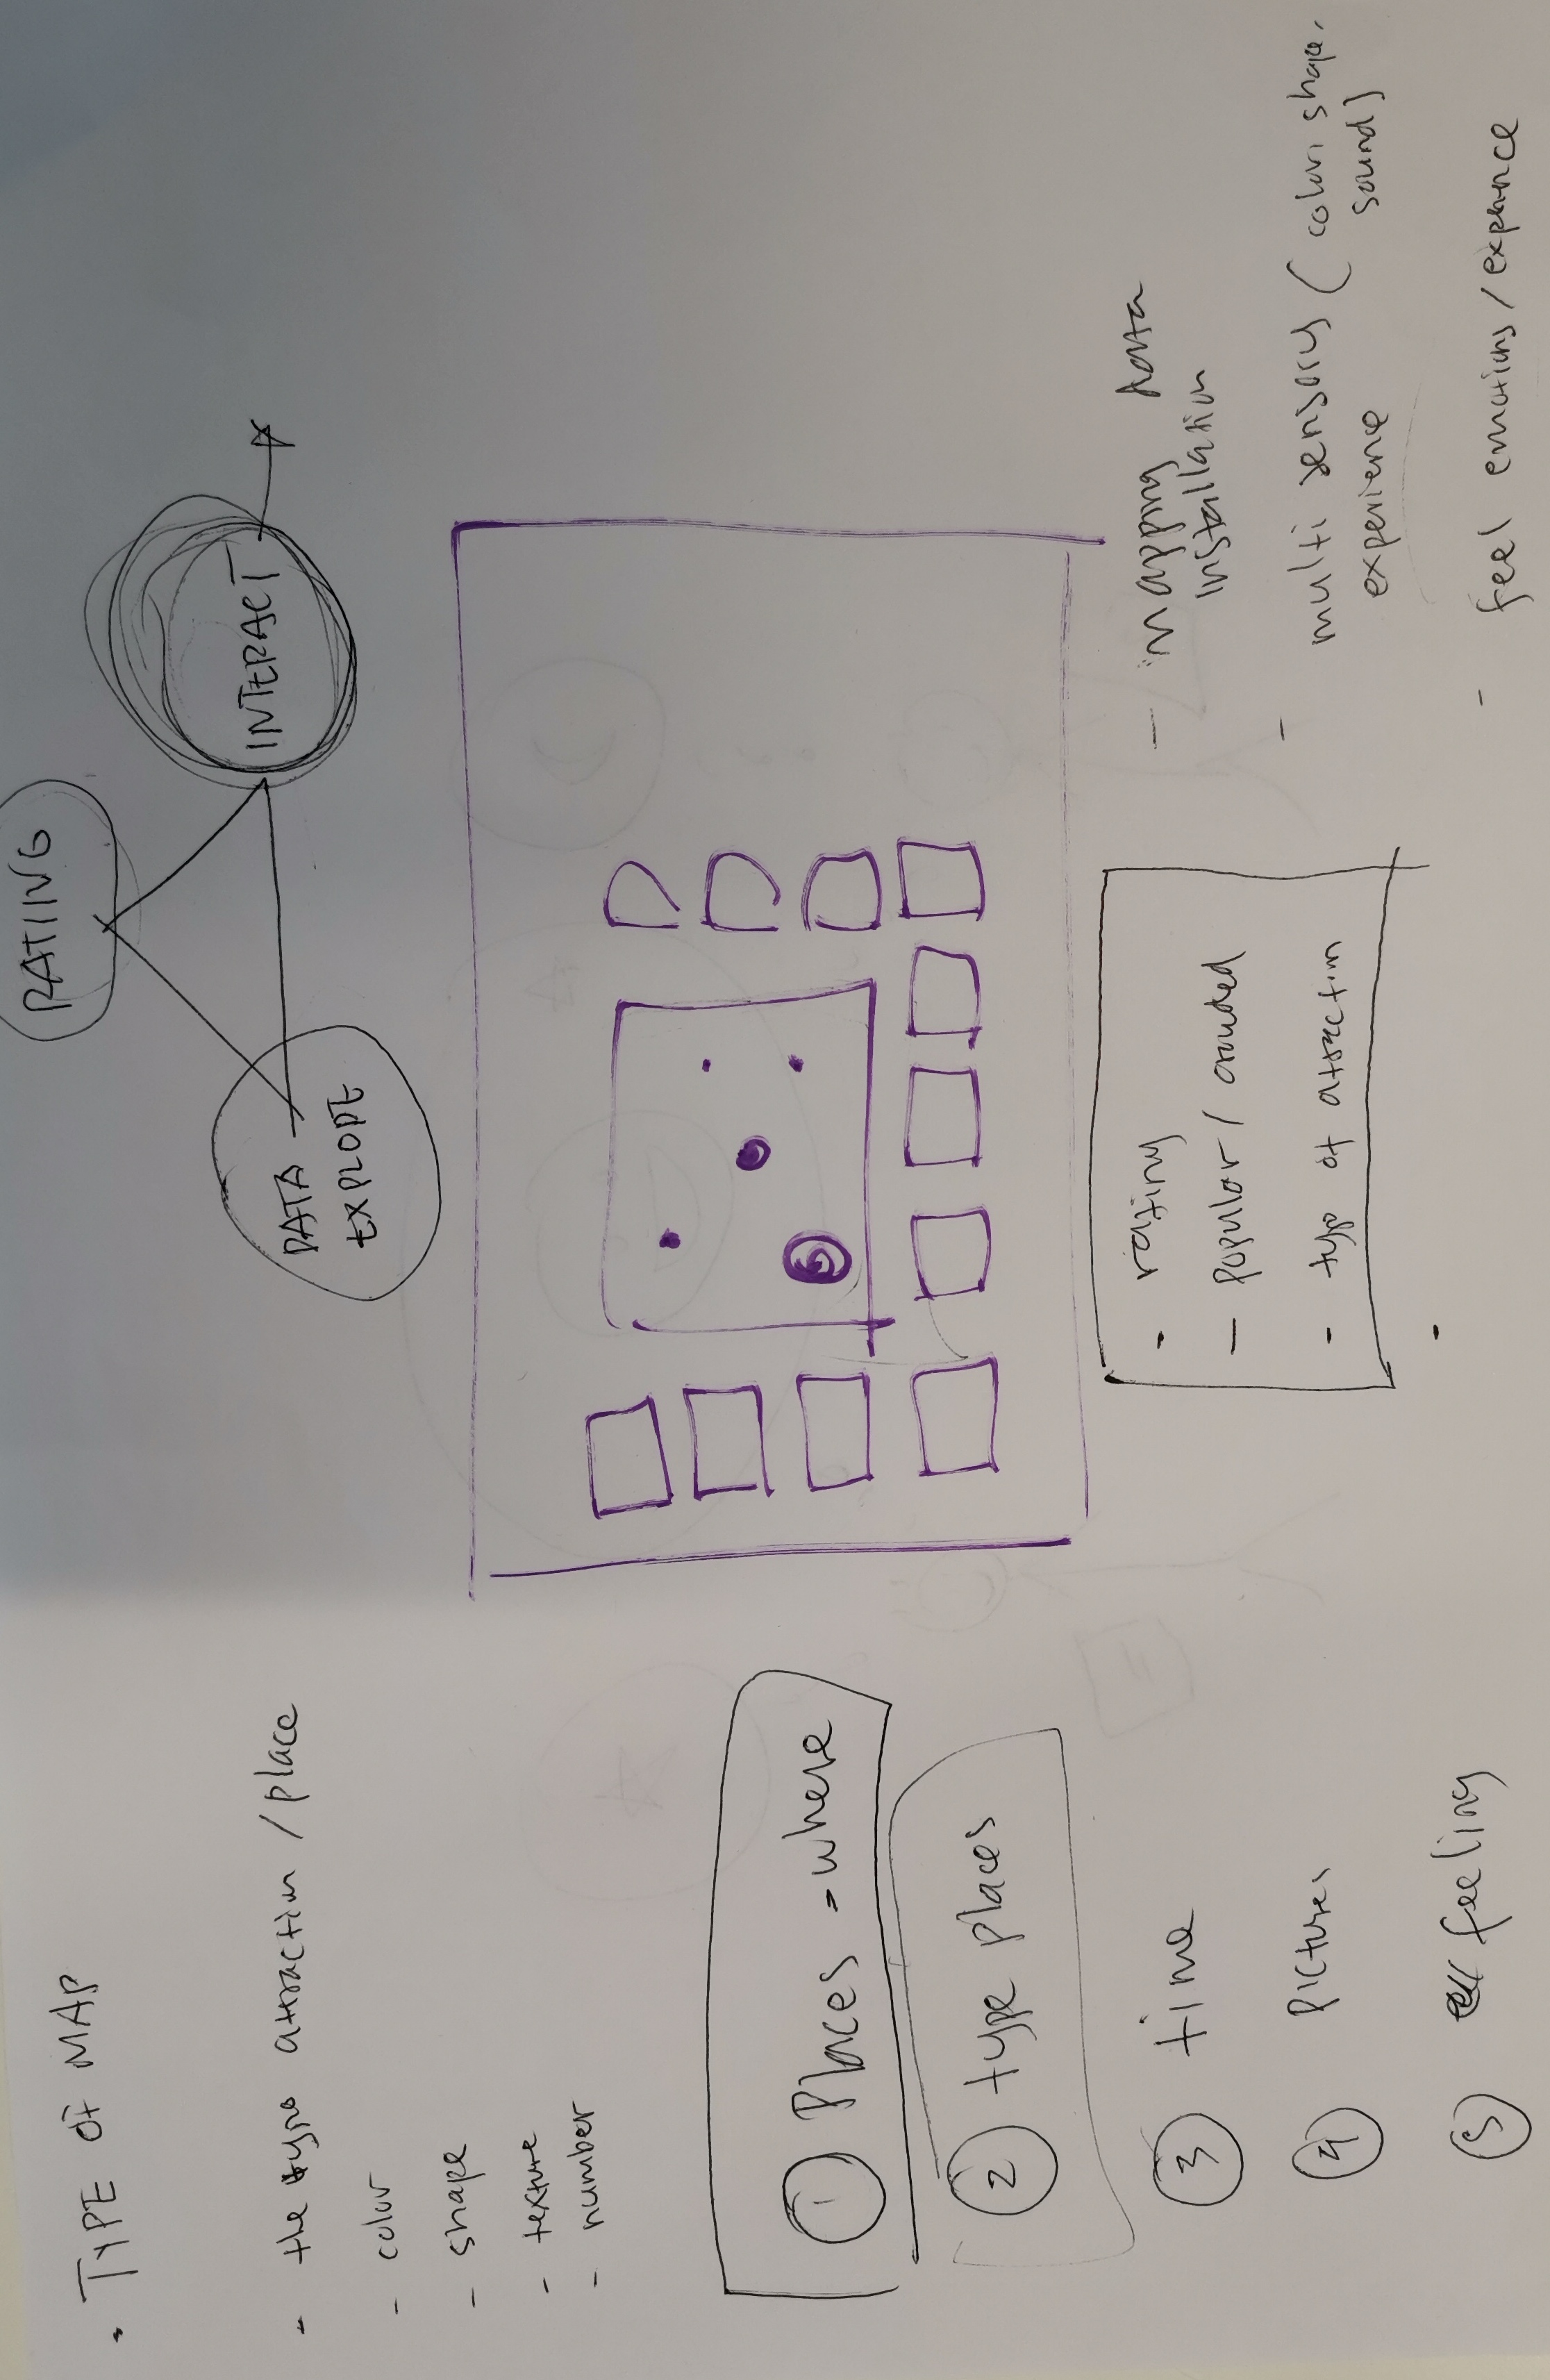 • TYPE OF MAP
- the type attraction / place
- color
- shape
- texture
- number
① Places = where
② type places
③ time
④ pictures
⑤ feeling
RATING
DATA
EXPLODE
INTERACT
• rating
- Popular / crowded
- type of attraction
- mapping data
installation
- multi sensory ( color, shape,
experience sound)
- feel emotions / experience